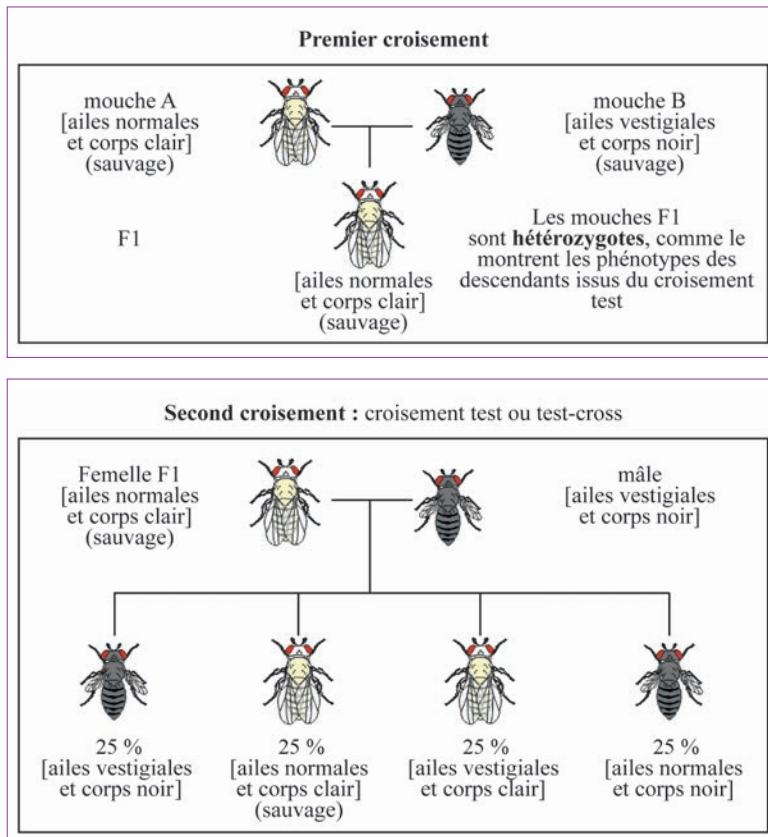 Premier croisement
mouche A
[ailes normales
et corps clair]
(sauvage)
mouche B
[ailes vestigiales
et corps noir]
(sauvage)
F1
[ailes normales
et corps clair]
(sauvage)
Les mouches F1
sont hétérozygotes, comme le
montrent les phénotypes des
descendants issus du croisement
test
Second croisement : croisement test ou test-cross
Femelle F1
[ailes normales
et corps clair]
(sauvage)
mâle
[ailes vestigiales
et corps noir]
25 %
[ailes vestigiales
et corps noir]
25 %
[ailes normales
et corps clair]
(sauvage)
25 %
[ailes vestigiales
et corps clair]
25 %
[ailes normales
et corps noir]